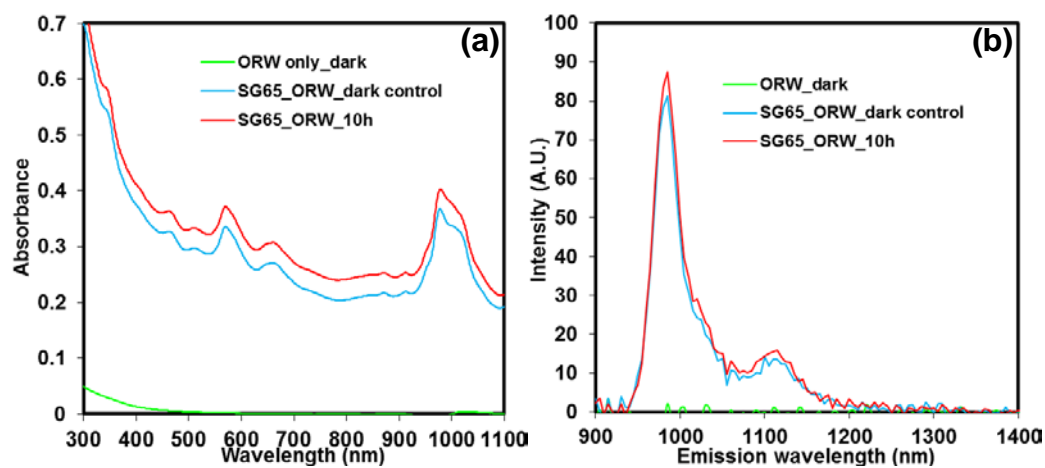 (a)
ORW only_dark
SG65_ORW_dark control
SG65_ORW_10h
Absorbance
0.7
0.6
0.5
0.4
0.3
0.2
0.1
0
300 400 500 600 700 800 900 1000 1100
Wavelength (nm)
(b)
ORW_dark
SG65_ORW_dark control
SG65_ORW_10h
Intensity (A.U.)
100
90
80
70
60
50
40
30
20
10
0
900 1000 1100 1200 1300 1400
Emission wavelength (nm)